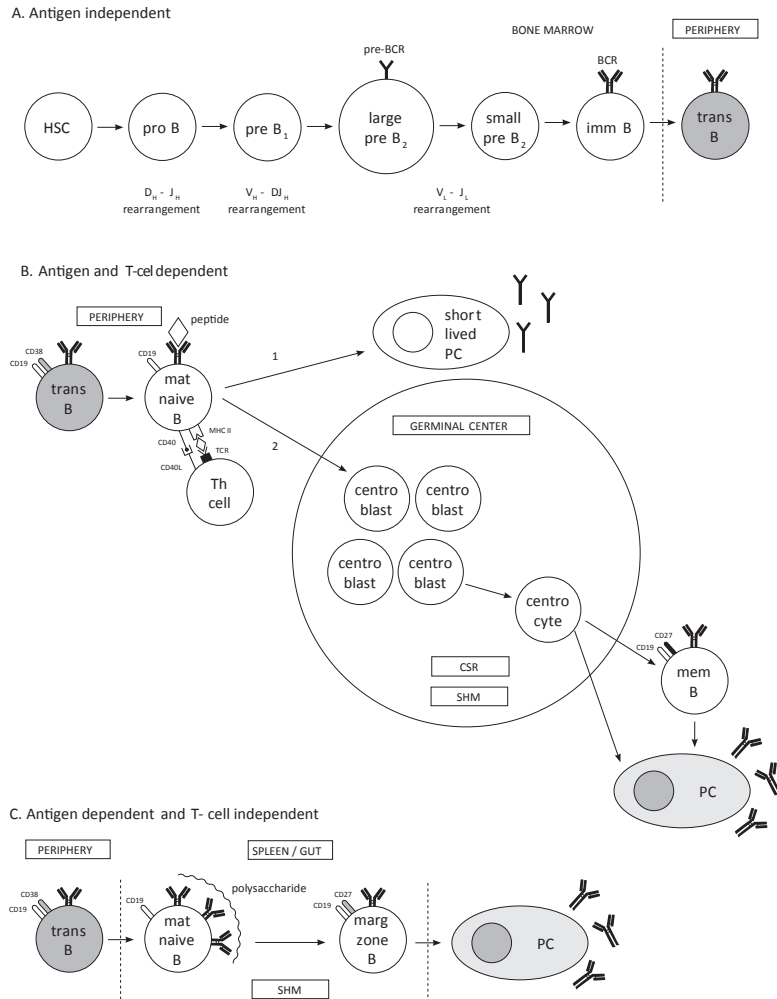 A. Antigen independent
BONE MARROW
PERIPHERY
pre-BCR
BCR
HSC
pro B
pre B1
large
pre B2
small
pre B2
imm B
trans
B
DH - JH
rearrangement
VH - DJH
rearrangement
VL - JL
rearrangement
B. Antigen and T-cel dependent
PERIPHERY
peptide
CD38
CD19
trans
B
CD19
mat
naive
B
MHC II
CD40
TCR
CD40L
Th
cell
1
2
short
lived
PC
GERMINAL CENTER
centro
blast
centro
blast
centro
blast
centro
blast
centro
cyte
CSR
SHM
CD27
CD19
mem
B
PC
C. Antigen dependent and T- cell independent
PERIPHERY
SPLEEN / GUT
CD38
CD19
trans
B
CD19
mat
naive
B
polysaccharide
SHM
CD27
CD19
marg
zone
B
PC